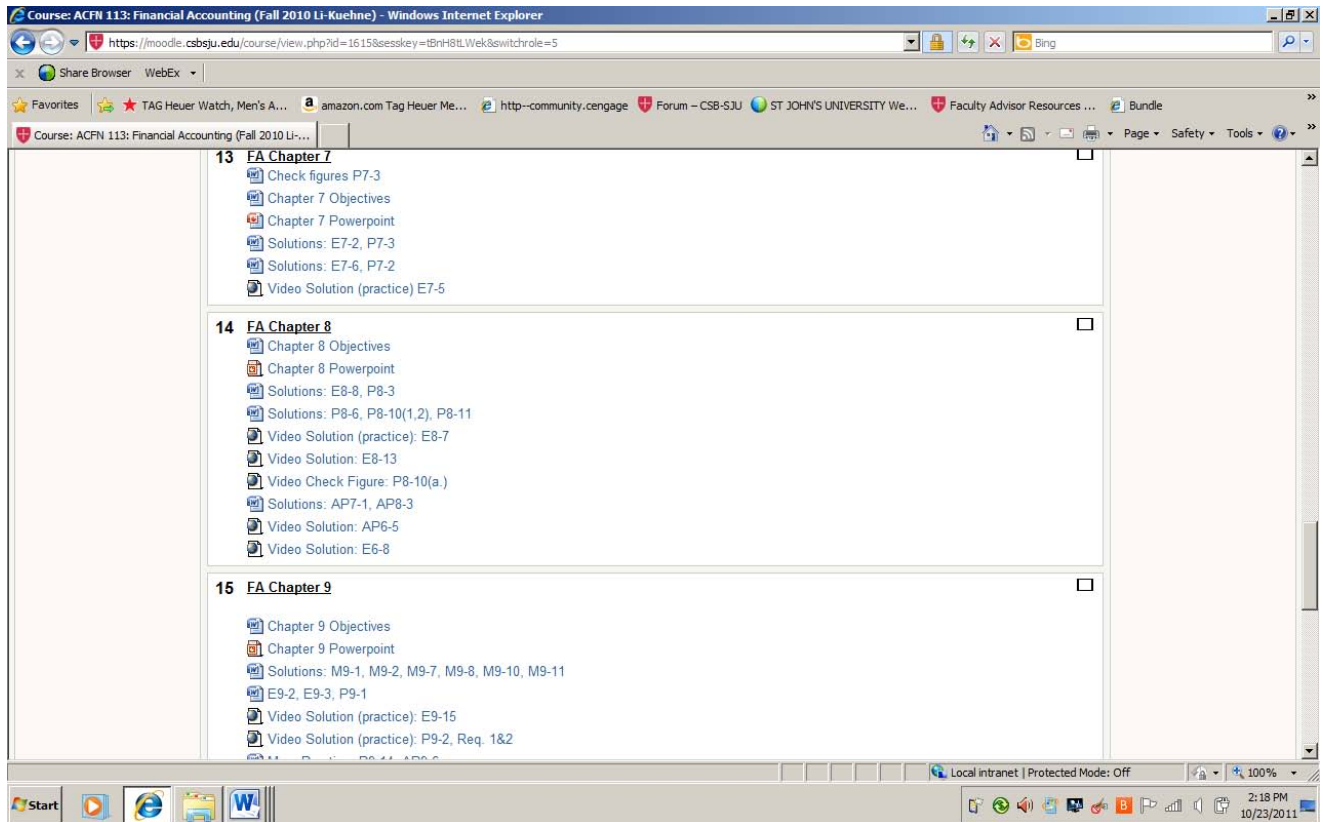 Course: ACFN 113: Financial Accounting (Fall 2010 Li-Kuehne) - Windows Internet Explorer
https://moodle.csbsju.edu/course/view.php?id=1615&sesskey=tBnH8tLWek&switchrole=5
Bing
x Share Browser WebEx
Favorites TAG Heuer Watch, Men's A... amazon.com Tag Heuer Me... http--community.cengage Forum – CSB-SJU ST JOHN'S UNIVERSITY We... Faculty Advisor Resources ... Bundle »
Course: ACFN 113: Financial Accounting (Fall 2010 Li-... Page Safety Tools »
13 FA Chapter 7
Check figures P7-3
Chapter 7 Objectives
Chapter 7 Powerpoint
Solutions: E7-2, P7-3
Solutions: E7-6, P7-2
Video Solution (practice) E7-5
14 FA Chapter 8
Chapter 8 Objectives
Chapter 8 Powerpoint
Solutions: E8-8, P8-3
Solutions: P8-6, P8-10(1,2), P8-11
Video Solution (practice): E8-7
Video Solution: E8-13
Video Check Figure: P8-10(a.)
Solutions: AP7-1, AP8-3
Video Solution: AP6-5
Video Solution: E6-8
15 FA Chapter 9
Chapter 9 Objectives
Chapter 9 Powerpoint
Solutions: M9-1, M9-2, M9-7, M9-8, M9-10, M9-11
E9-2, E9-3, P9-1
Video Solution (practice): E9-15
Video Solution (practice): P9-2, Req. 1&2
Local intranet | Protected Mode: Off 100%
Start 2:18 PM
10/23/2011